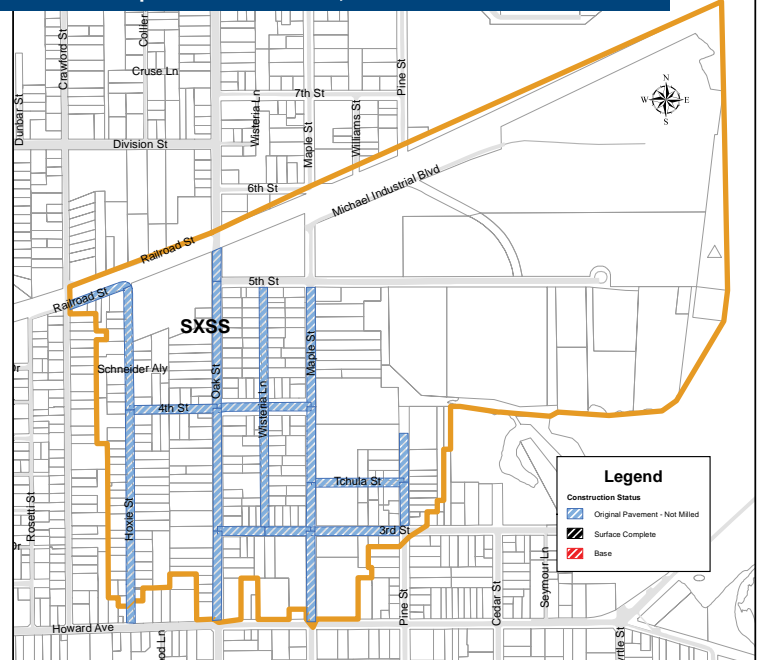 Crawford St
Collier
Cruse Ln
Dunbar St
7th St
Pine St
Wisteria Ln
Maple St
Williams St
Division St
N
W
E
S
6th St
Michael Industrial Blvd
Railroad St
5th St
Railroad St
SXSS
Schneider Aly
Oak St
Maple St
4th St
Wisteria Ln
Tchula St
Rosetti St
Hoxie St
3rd St
Legend
Construction Status
Original Pavement - Not Milled
Surface Complete
Base
Seymour Ln
Cedar St
Pine St
Howard Ave